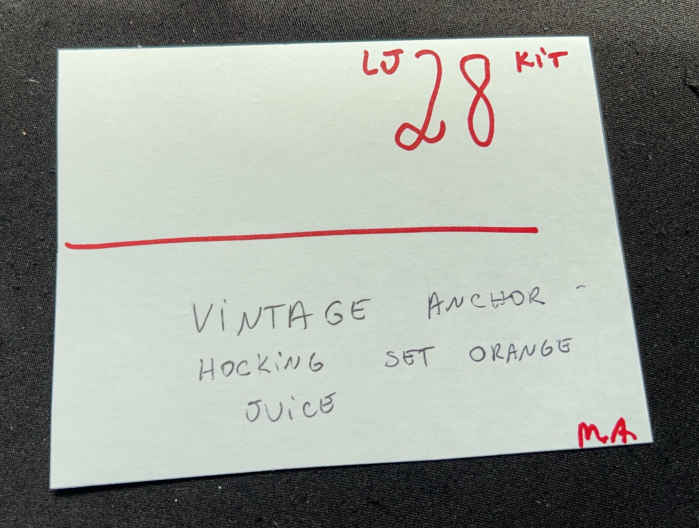 LJ 28 KiT
ViNTAGE ANCHOR -
HOCKiNG SET ORANGE
JUiCE
M.A